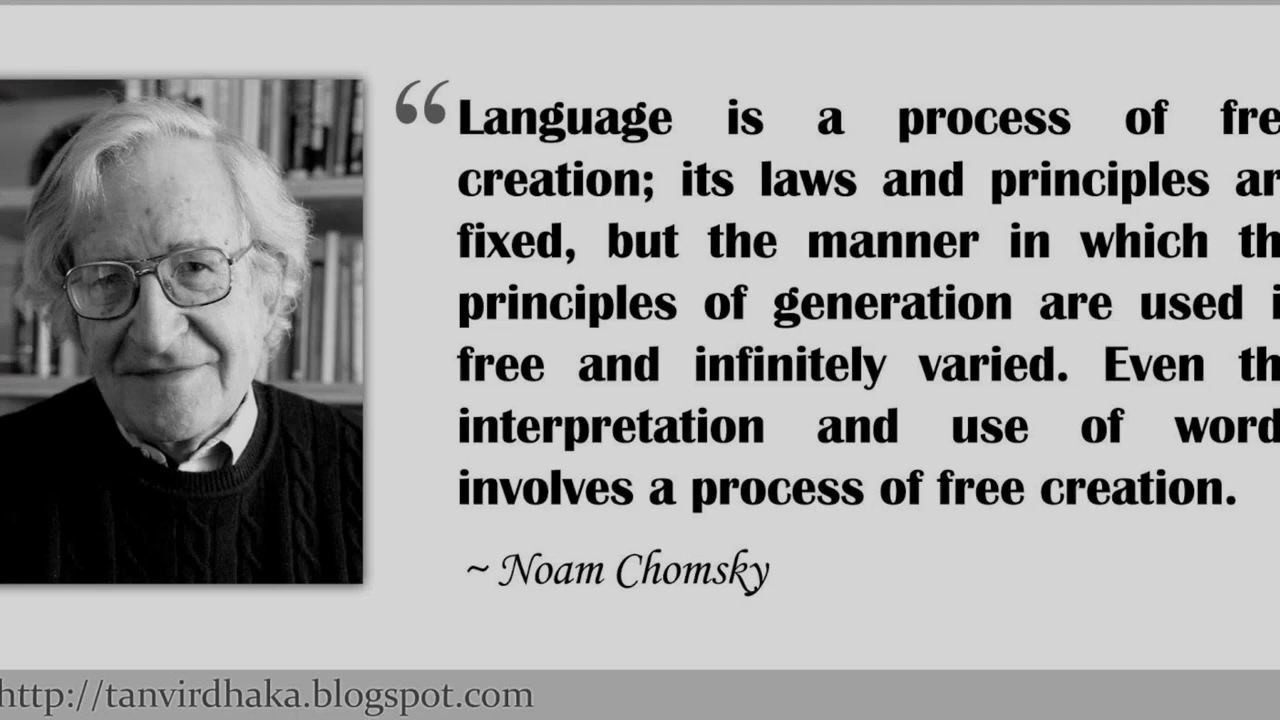 “ Language is a process of fre
creation; its laws and principles ar
fixed, but the manner in which th
principles of generation are used i
free and infinitely varied. Even th
interpretation and use of word
involves a process of free creation.
~ Noam Chomsky
http://tanvirdhaka.blogspot.com